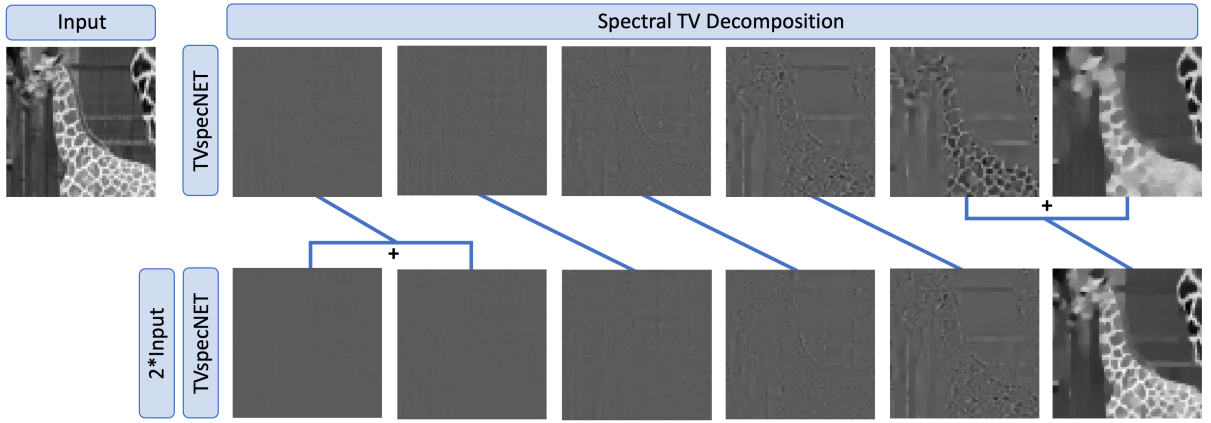 Input
Spectral TV Decomposition
TVspecNET
+
+
2*Input
TVspecNET